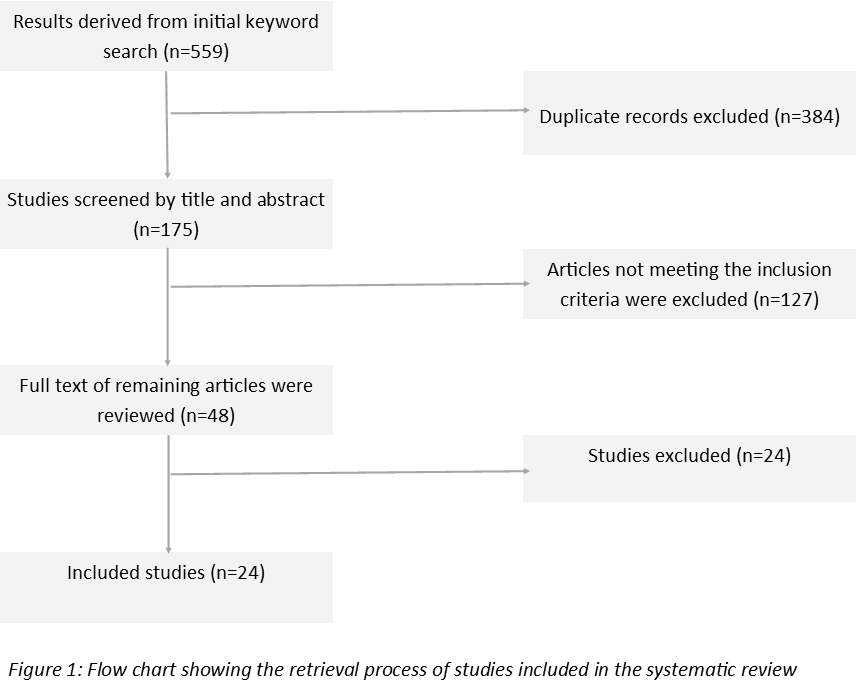 Results derived from initial keyword
search (n=559)
Duplicate records excluded (n=384)
Studies screened by title and abstract
(n=175)
Articles not meeting the inclusion
criteria were excluded (n=127)
Full text of remaining articles were
reviewed (n=48)
Studies excluded (n=24)
Included studies (n=24)
Figure 1: Flow chart showing the retrieval process of studies included in the systematic review